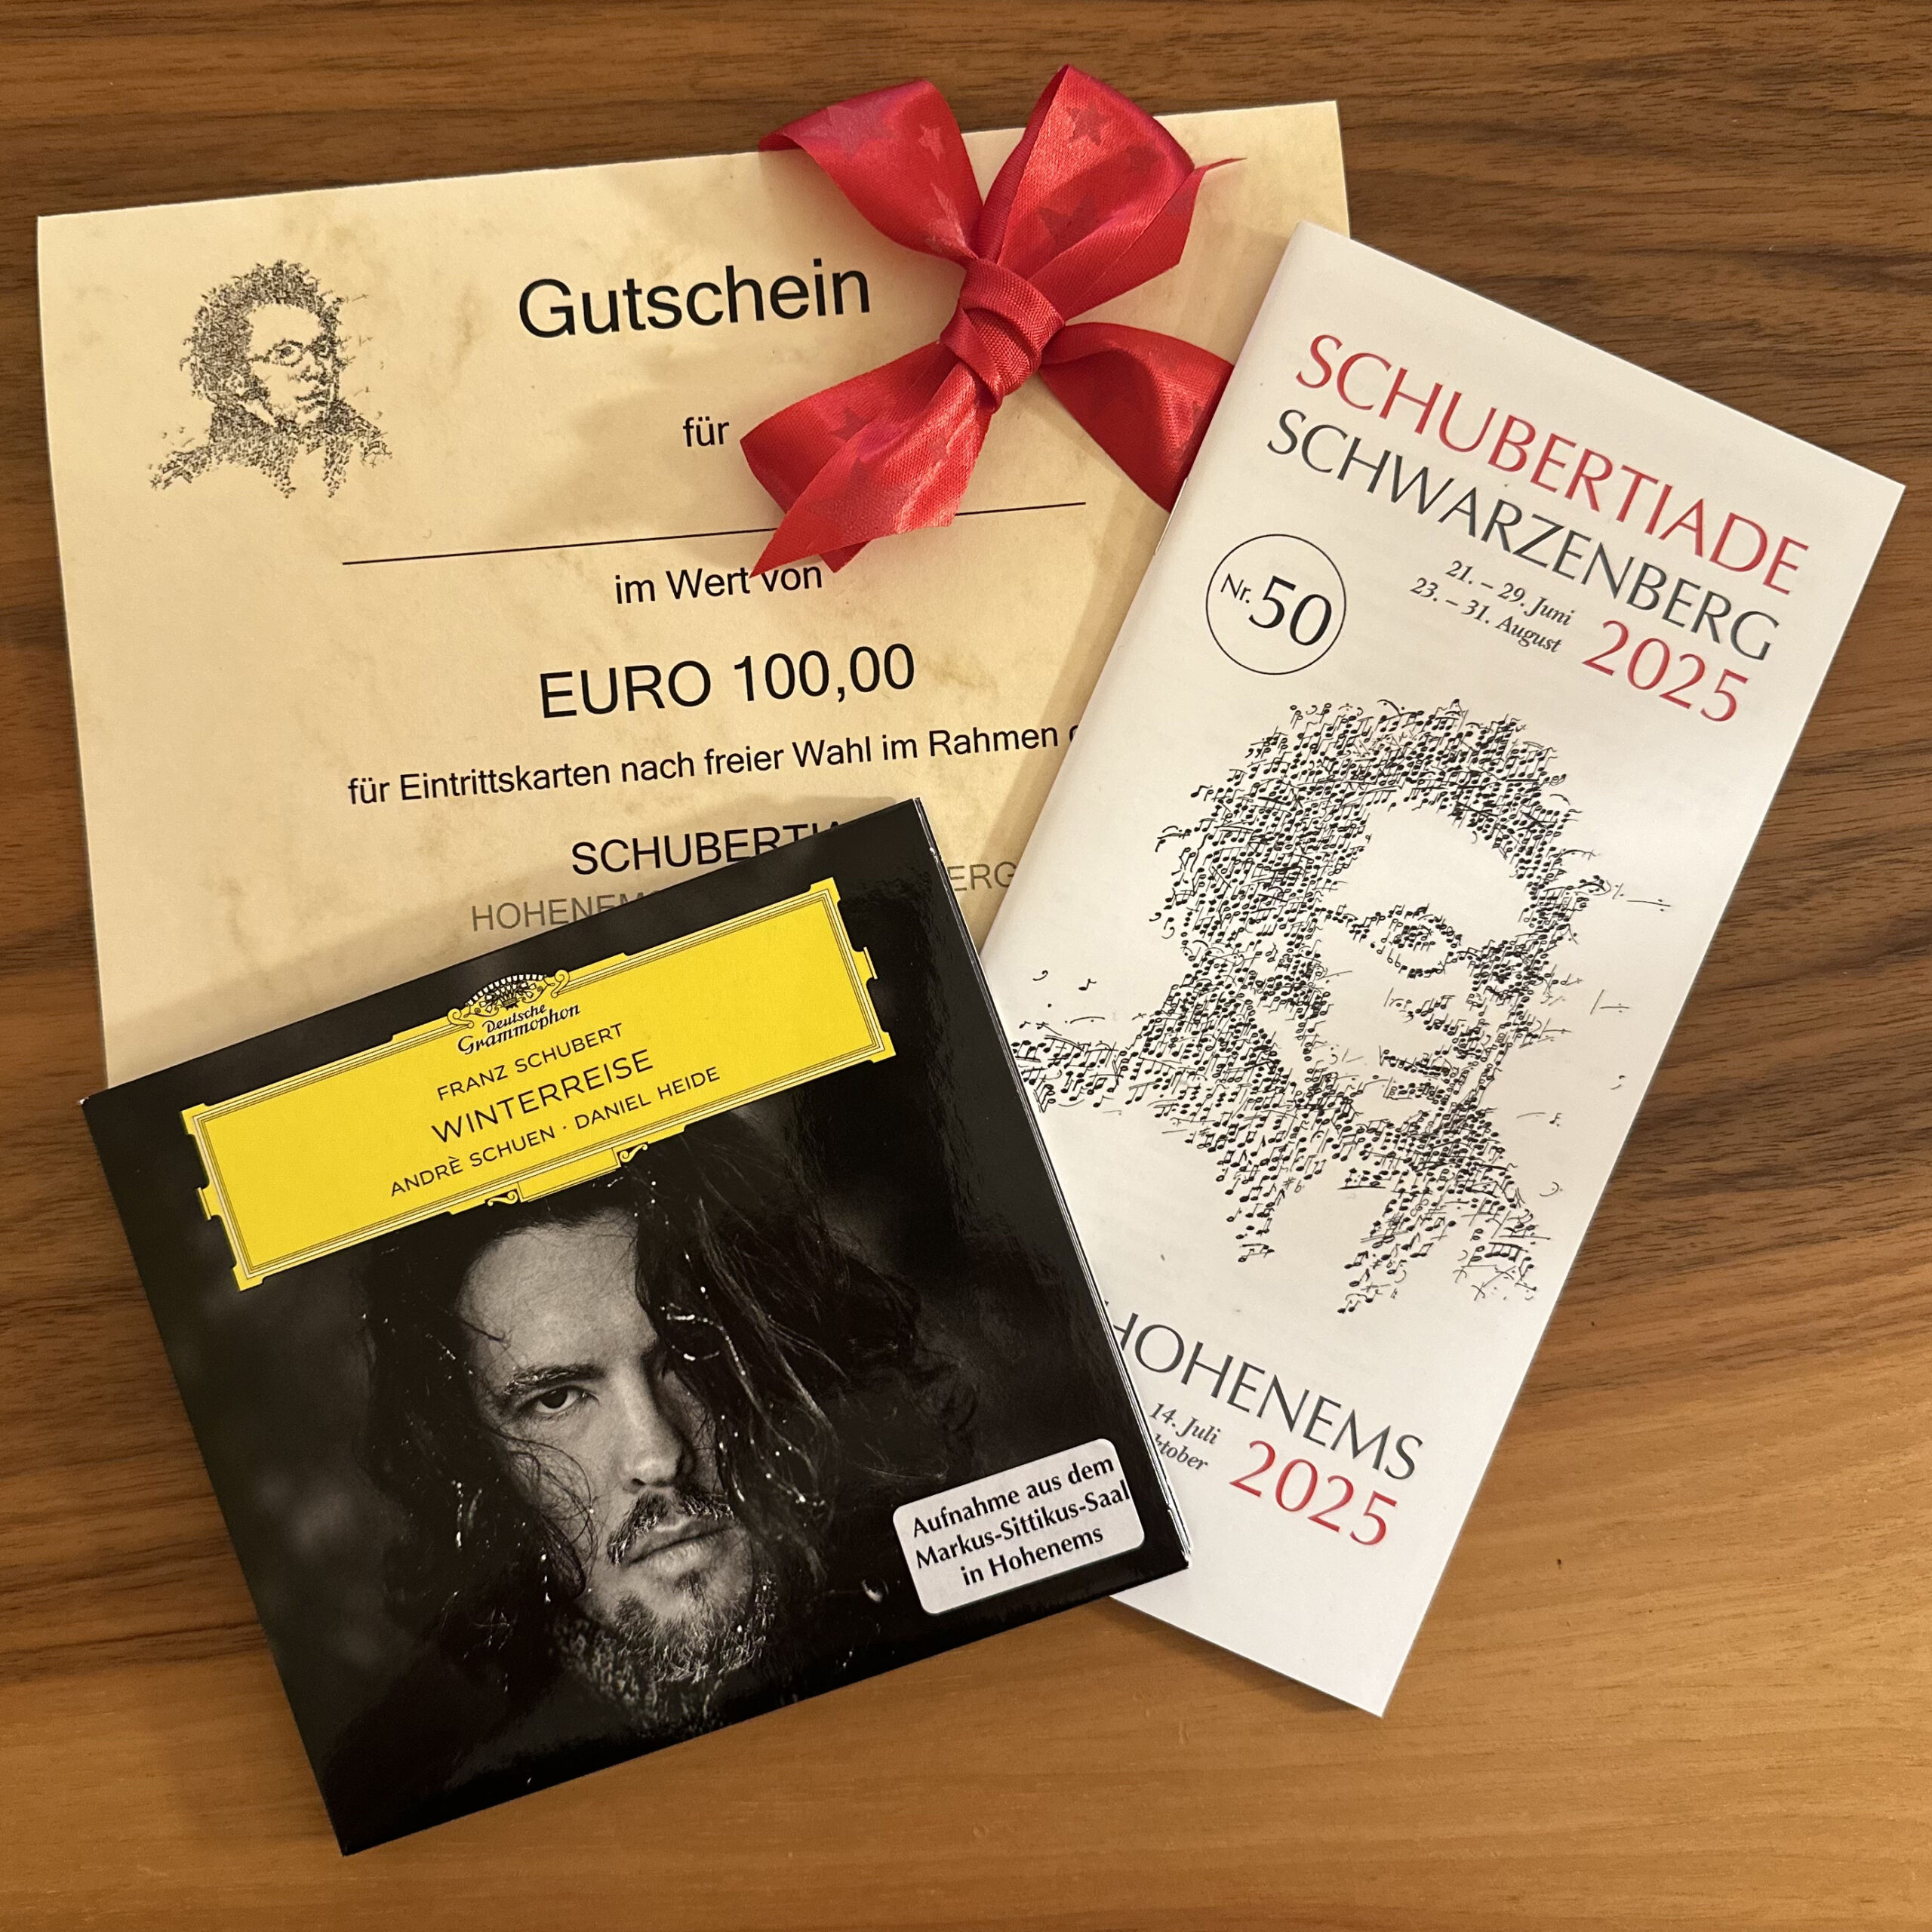 Gutschein
für
im Wert von
EURO 100,00
für Eintrittskarten nach freier Wahl im Rahmen
SCHUBERTIADE
SCHWARZENBERG
21. – 29. Juni
23. – 31. August
2025
Nr. 50
HOHENEMS
14. Juli
2025
Deutsche
Grammophon
FRANZ SCHUBERT
WINTERREISE
ANDRÈ SCHUEN · DANIEL HEIDE
Aufnahme aus dem
Markus-Sittikus-Saal
in Hohenems